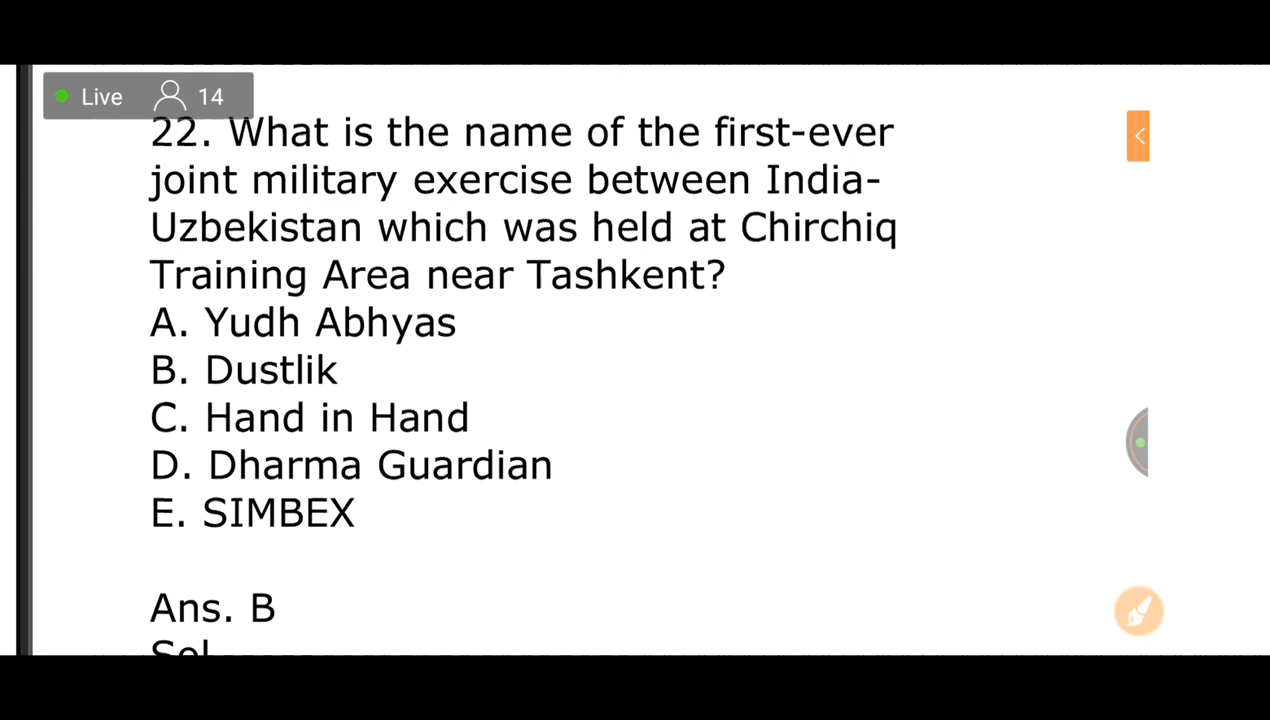 Live 14
22. What is the name of the first-ever
joint military exercise between India-
Uzbekistan which was held at Chirchiq
Training Area near Tashkent?
A. Yudh Abhyas
B. Dustlik
C. Hand in Hand
D. Dharma Guardian
E. SIMBEX
Ans. B